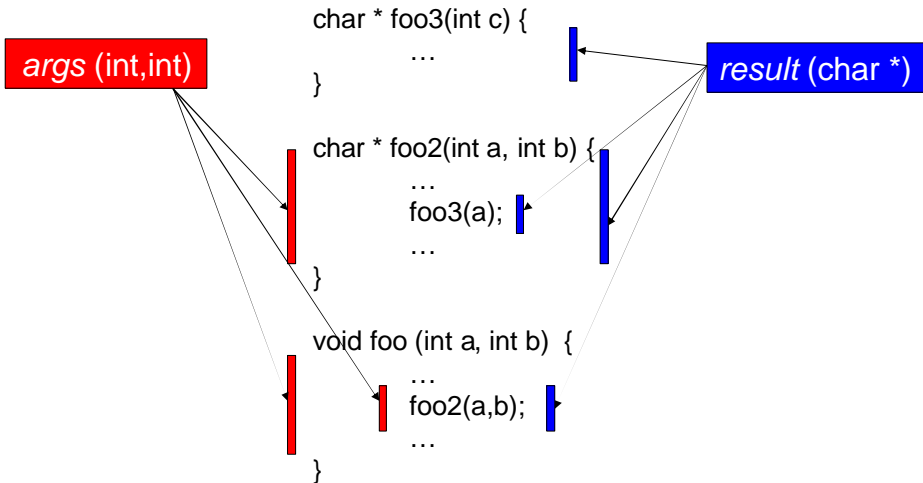 char * foo3(int c) {
…
}
args (int,int)
result (char *)
char * foo2(int a, int b) {
…
foo3(a);
…
}
void foo (int a, int b) {
…
foo2(a,b);
…
}